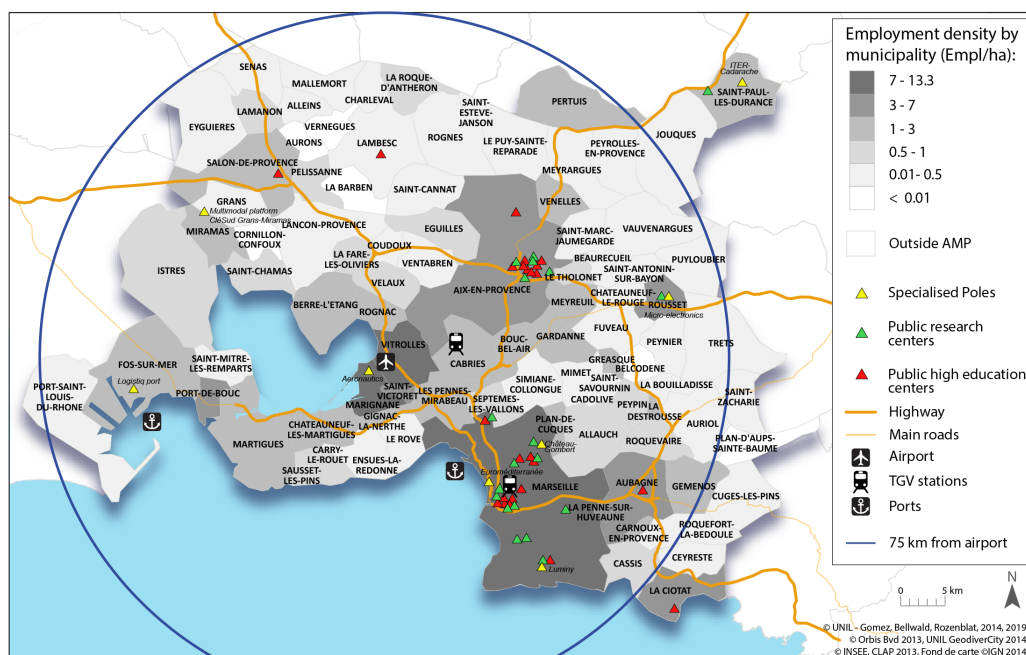 SENAS
MALLEMORT
LA ROQUE-
D'ANTHERON
CHARLEVAL
ALLEINS
LAMANON
EYGUIERES
VERNEGUES
AURONS
LAMBESC
SAINT-
ESTEVE-
JANSON
ROGNES
LE PUY-SAINTE-
REPARADE
PERTUIS
PEYROLLES-
EN-PROVENCE
JOUQUES
ITER-
Cadarache
SAINT-PAUL-
LES-DURANCE
MEYRARGUES
SALON-DE-PROVENCE
PELISSANNE
LA BARBEN
SAINT-CANNAT
VENELLES
GRANS
Multimodal platform
CléSud Grans-Miramas
MIRAMAS
CORNILLON-
CONFOUX
LANCON-PROVENCE
EGUILLES
SAINT-MARC-
JAUMEGARDE
VAUVENARGUES
ISTRES
SAINT-CHAMAS
LA FARE-
LES-OLIVIERS
COUDOUX
VENTABREN
BEAURECUEIL
LE THOLONET
SAINT-ANTONIN-
SUR-BAYON
PUYLOUBIER
VELAUX
AIX-EN-PROVENCE
MEYREUIL
CHATEAUNEUF-
LE-ROUGE
ROUSSET
Micro-electronics
BERRE-L'ETANG
ROGNAC
VITROLLES
CABRIES
BOUC-
BEL-AIR
GARDANNE
FUVEAU
PEYNIER
TRETS
FOS-SUR-MER
Logistiq port
SAINT-MITRE-
LES-REMPARTS
PORT-DE-BOUC
PORT-SAINT-
LOUIS-
DU-RHONE
Aeronautics
SAINT-
VICTORET
MARIGNANE
GIGNAC-
LA-NERTHE
LES PENNES-
MIRABEAU
SEPTEMES-
LES-VALLONS
SIMIANE-
COLLONGUE
MIMET
GREASQUE
BELCODENE
SAINT-
SAVOURNIN
CADOLIVE
LA BOUILLADISSE
PEYPIN
LA
DESTROUSSE
SAINT-
ZACHARIE
AURIOL
MARTIGUES
CHATEAUNEUF-
LES-MARTIGUES
LE ROVE
CARRY-
LE-ROUET
SAUSSET-
LES-PINS
ENSUES-LA-
REDONNE
PLAN-DE-
CUQUES
Château-
Gombert
ALLAUCH
ROQUEVAIRE
PLAN-D'AUPS-
SAINTE-BAUME
Euroméditerranée
MARSEILLE
AUBAGNE
GEMENOS
CUGES-LES-PINS
LA PENNE-SUR-
HUVEAUNE
CARNOUX-
EN-PROVENCE
ROQUEFORT-
LA-BEDOULE
CEYRESTE
CASSIS
Luminy
LA CIOTAT
Employment density by
municipality (Empl/ha):
7 - 13.3
3 - 7
1 - 3
0.5 - 1
0.01- 0.5
< 0.01
Outside AMP
Specialised Poles
Public research
centers
Public high education
centers
Highway
Main roads
Airport
TGV stations
Ports
75 km from airport
0
5 km
N
© UNIL - Gomez, Bellwald, Rozenblat, 2014, 2019
© Orbis Bvd 2013, UNIL GeodiverCity 2014
© INSEE, CLAP 2013, Fond de carte ©IGN 2014